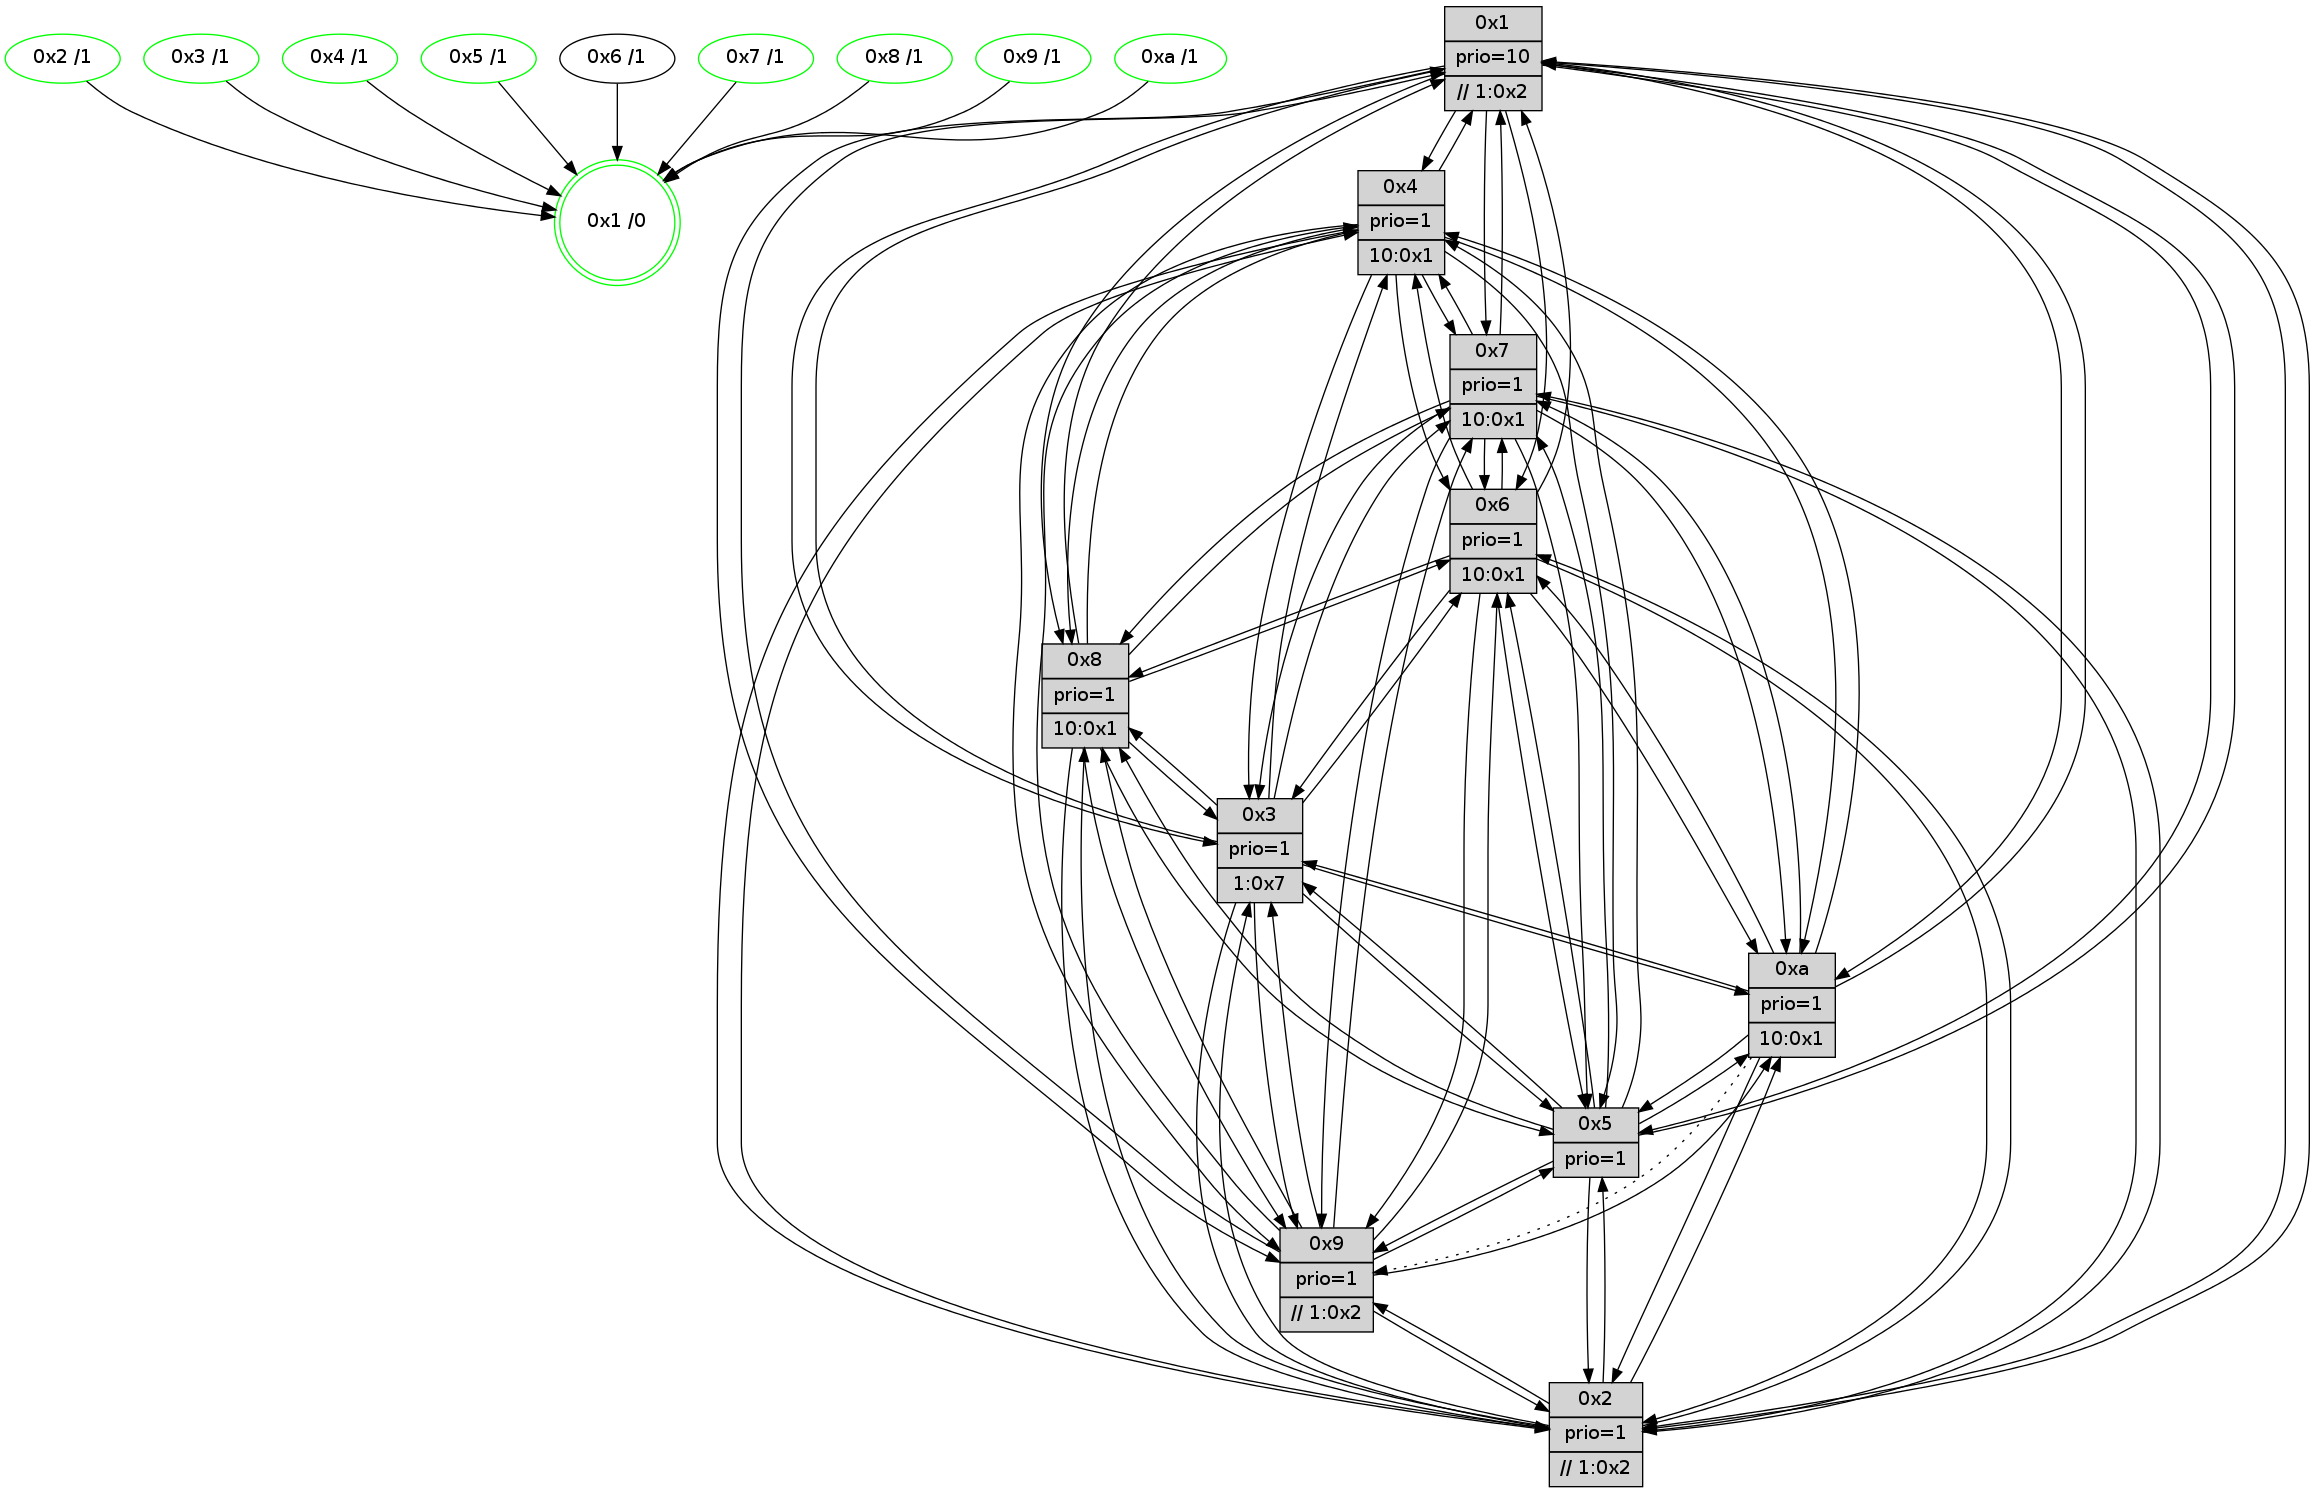 0x2 /1
0x3 /1
0x4 /1
0x5 /1
0x6 /1
0x7 /1
0x8 /1
0x9 /1
0xa /1
0x1 /0
0x1
prio=10
// 1:0x2
0x4
prio=1
10:0x1
0x7
prio=1
10:0x1
0x6
prio=1
10:0x1
0x8
prio=1
10:0x1
0x3
prio=1
1:0x7
0xa
prio=1
10:0x1
0x5
prio=1
0x9
prio=1
// 1:0x2
0x2
prio=1
// 1:0x2